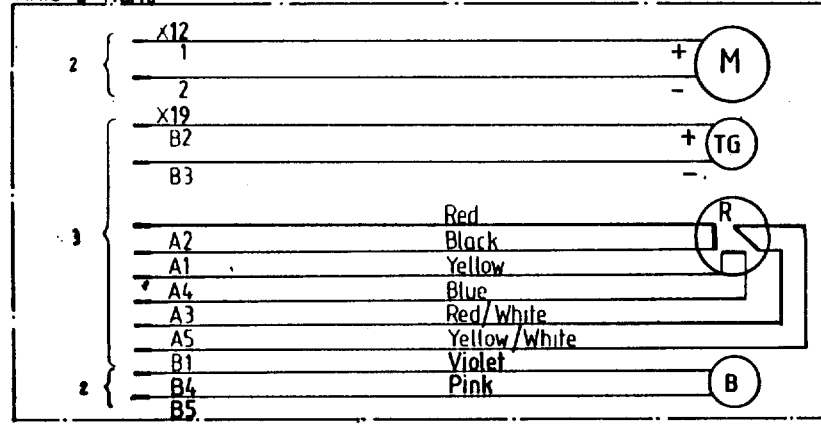 X12
1
2
+ M
2
-
X19
B2
+ TG
B3
-
3
Red R
A2 Black
A1 Yellow
A4 Blue
A3 Red/White
A5 Yellow/White
B1 Violet
2 B4 Pink B
B5